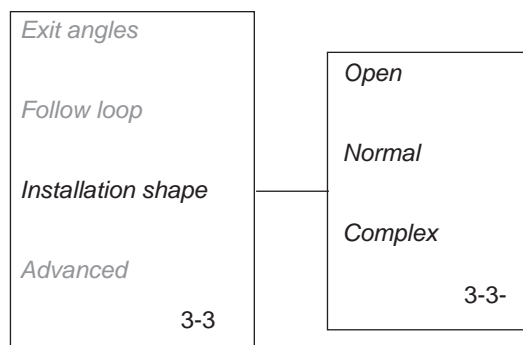 Exit angles
Follow loop
Installation shape
Advanced
3-3
Open
Normal
Complex
3-3-